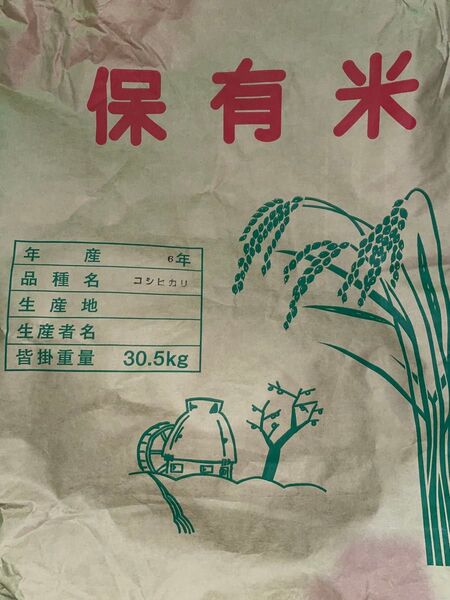 保有米
年産 6年
品種名 コシヒカリ
生産地
生産者名
皆掛重量 30.5kg